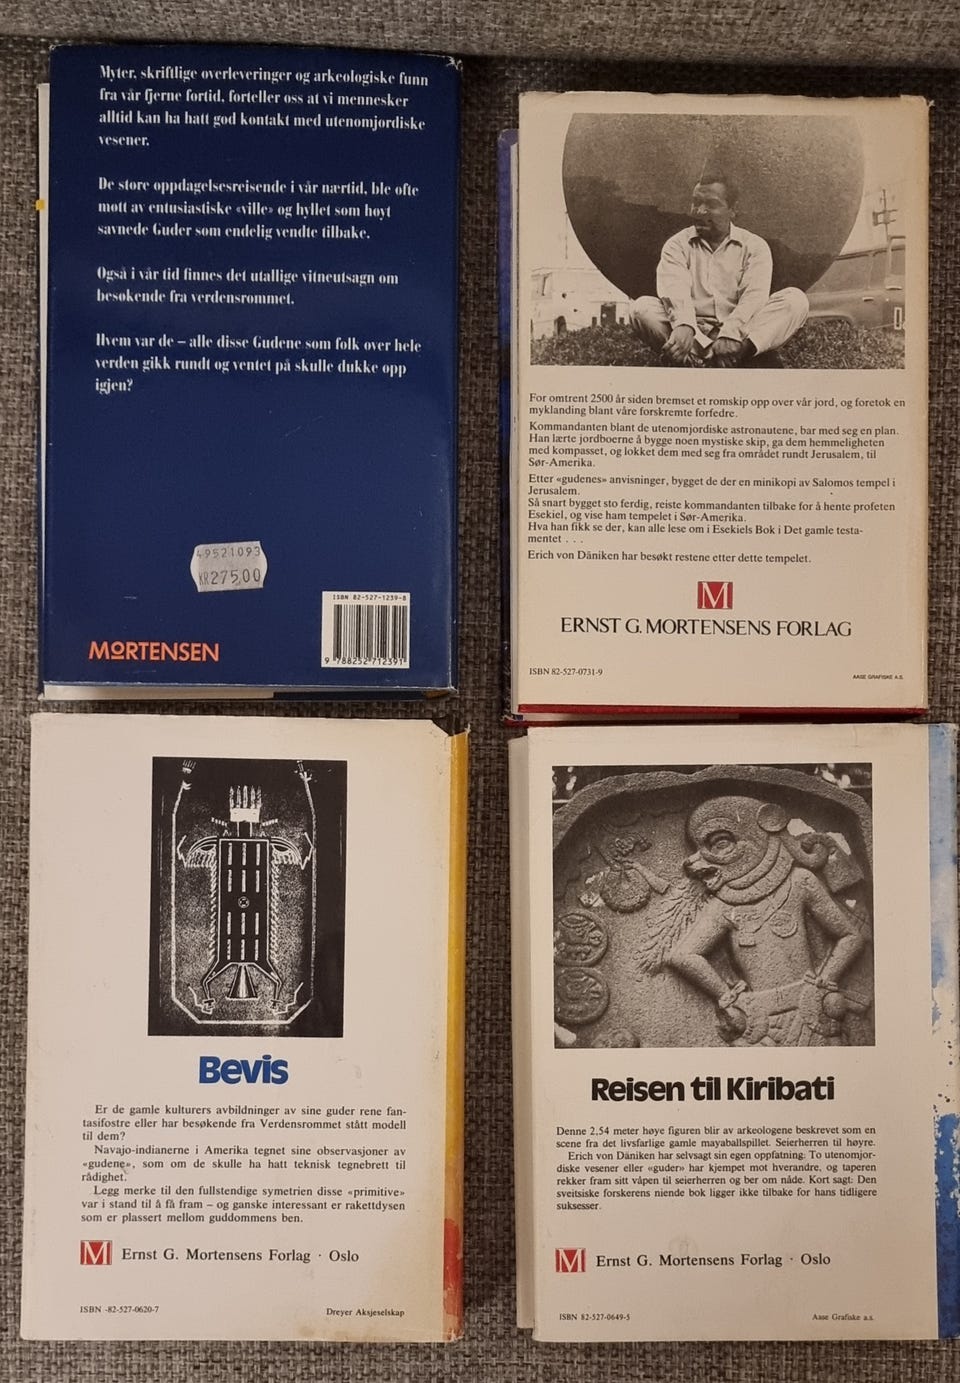 Myter, skriftlige overleveringer og arkeologiske funn
fra vår fjerne fortid, forteller oss at vi mennesker
alltid kan ha hatt god kontakt med utenomjordiske
vesener.
De store oppdagelsesreisende i vår nærtid, ble ofte
møtt av entusiastiske «ville» og hyllet som høyt
savnede Guder som endelig vendte tilbake.
Også i vår tid finnes det utallige vitneutsagn om
besøkende fra verdensrommet.
Hvem var de – alle disse Gudene som folk over hele
verden gikk rundt og ventet på skulle dukke opp
igjen?
49521093
KR275,00
ISBN 82-527-1239-8
9 788252 712391
MORTENSEN
For omtrent 2500 år siden bremset et romskip opp over vår jord, og foretok en
myklanding blant våre forskremte forfedre.
Kommandanten blant de utenomjordiske astronautene, bar med seg en plan.
Han lærte jordboerne å bygge noen mystiske skip, ga dem hemmeligheten
med kompasset, og lokket dem med seg fra området rundt Jerusalem, til
Sør-Amerika.
Etter «gudenes» anvisninger, bygget de der en minikopi av Salomos tempel i
Jerusalem.
Så snart bygget sto ferdig, reiste kommandanten tilbake for å hente profeten
Esekiel, og vise ham tempelet i Sør-Amerika.
Hva han fikk se der, kan alle lese om i Esekiels Bok i Det gamle testa-
mentet . . .
Erich von Däniken har besøkt restene etter dette tempelet.
M
ERNST G. MORTENSENS FORLAG
ISBN 82-527-0731-9
AASE GRAFISKE A.S.
Bevis
Er de gamle kulturers avbildninger av sine guder rene fan-
tasifostre eller har besøkende fra Verdensrommet stått modell
til dem?
Navajo-indianerne i Amerika tegnet sine observasjoner av
«gudene», som om de skulle ha hatt teknisk tegnebrett til
rådighet.
Legg merke til den fullstendige symetrien disse «primitive»
var i stand til å få fram – og ganske interessant er rakettdysen
som er plassert mellom guddommens ben.
M Ernst G. Mortensens Forlag · Oslo
ISBN -82-527-0620-7
Dreyer Aksjeselskap
Reisen til Kiribati
Denne 2,54 meter høye figuren blir av arkeologene beskrevet som en
scene fra det livsfarlige gamle mayaballspillet. Seierherren til høyre.
Erich von Däniken har selvsagt sin egen oppfatning: To utenomjor-
diske vesener eller «guder» har kjempet mot hverandre, og taperen
rekker fram sitt våpen til seierherren og ber om nåde. Kort sagt: Den
sveitsiske forskerens niende bok ligger ikke tilbake for hans tidligere
suksesser.
M Ernst G. Mortensens Forlag · Oslo
ISBN 82-527-0649-5
Aase Grafiske a.s.